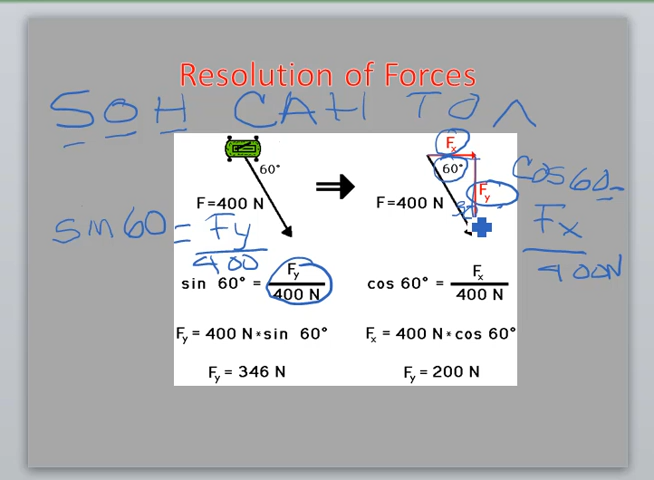 Resolution of Forces
SOH CAH TOA
60°
F=400 N
Fx
60°
Fy
F=400 N
cos 60 =
Fx
400N
sin 60 = Fy
400
sin 60° = Fy
400 N
cos 60° = Fx
400 N
Fy = 400 N*sin 60°
Fx = 400 N*cos 60°
Fy = 346 N
Fy = 200 N